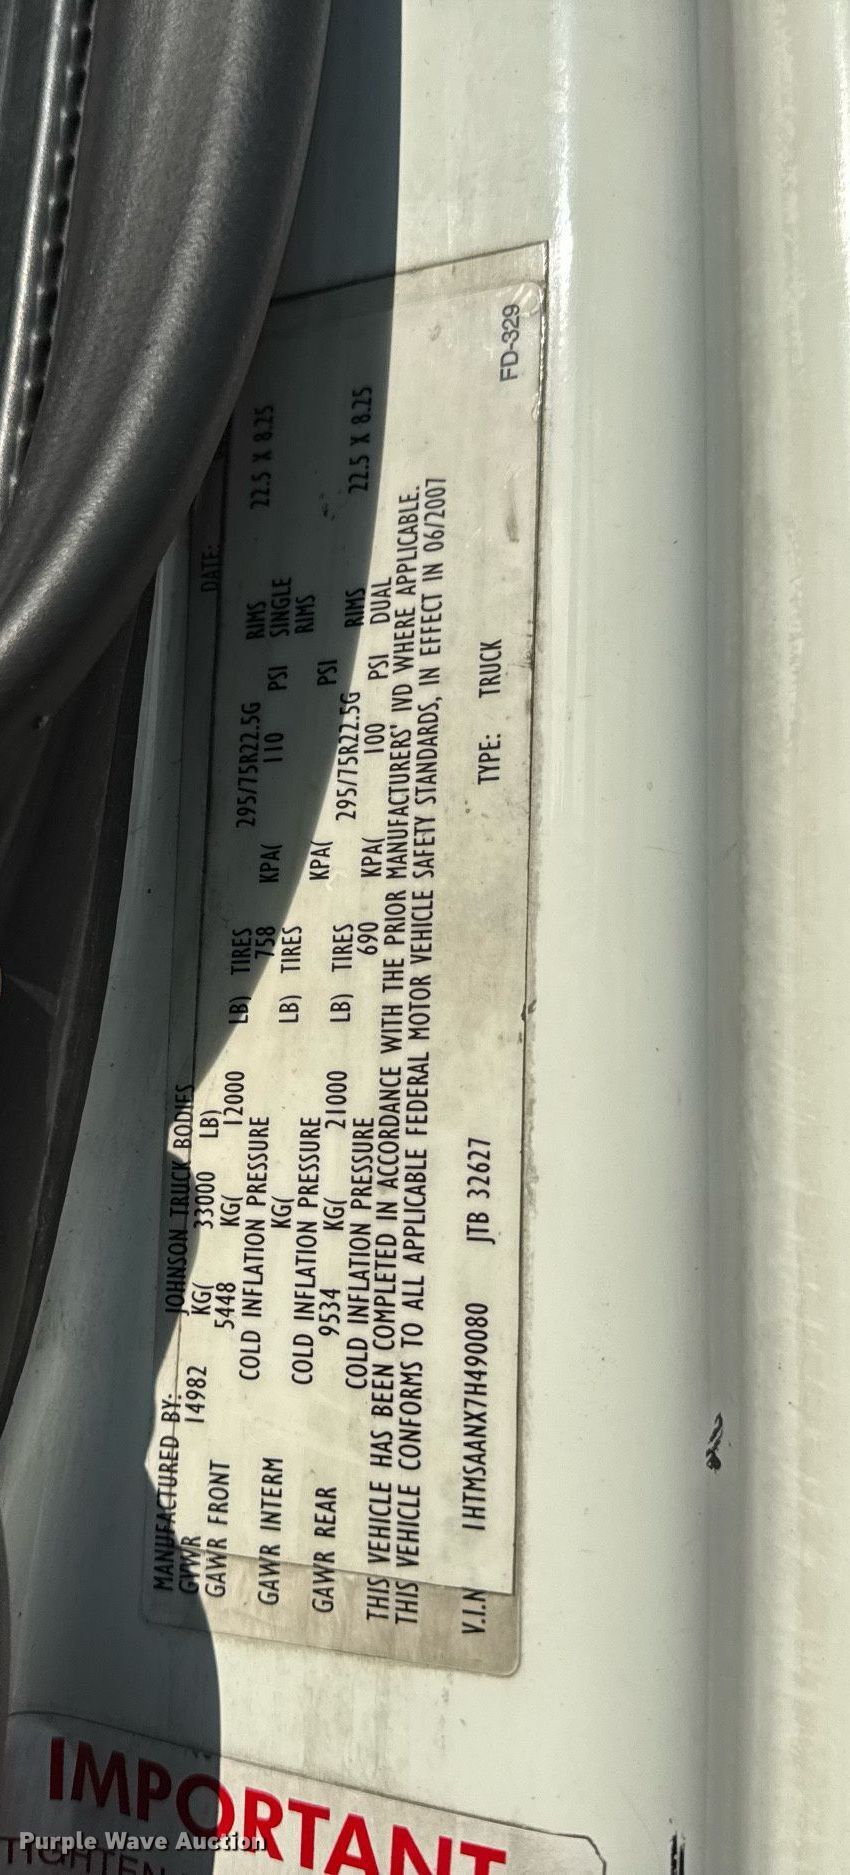 MANUFACTURED BY: JOHNSON TRUCK BODIES DATE:
GVWR 14982 KG( 33000 LB)
GAWR FRONT 5448 KG( 12000 LB) TIRES 295/75R22.5G RIMS 22.5 X 8.25
COLD INFLATION PRESSURE 758 KPA( 110 PSI SINGLE
GAWR INTERM KG( LB) TIRES RIMS
COLD INFLATION PRESSURE KPA( PSI
GAWR REAR 9534 KG( 21000 LB) TIRES 295/75R22.5G RIMS 22.5 X 8.25
COLD INFLATION PRESSURE 690 KPA( 100 PSI DUAL
THIS VEHICLE HAS BEEN COMPLETED IN ACCORDANCE WITH THE PRIOR MANUFACTURERS' IVD WHERE APPLICABLE.
THIS VEHICLE CONFORMS TO ALL APPLICABLE FEDERAL MOTOR VEHICLE SAFETY STANDARDS, IN EFFECT IN 06/2007
V.I.N 1HTMSAANX7H490080 JTB 32627 TYPE: TRUCK
FD-329
IMPORTANT
TIGHTEN
Purple Wave Auction